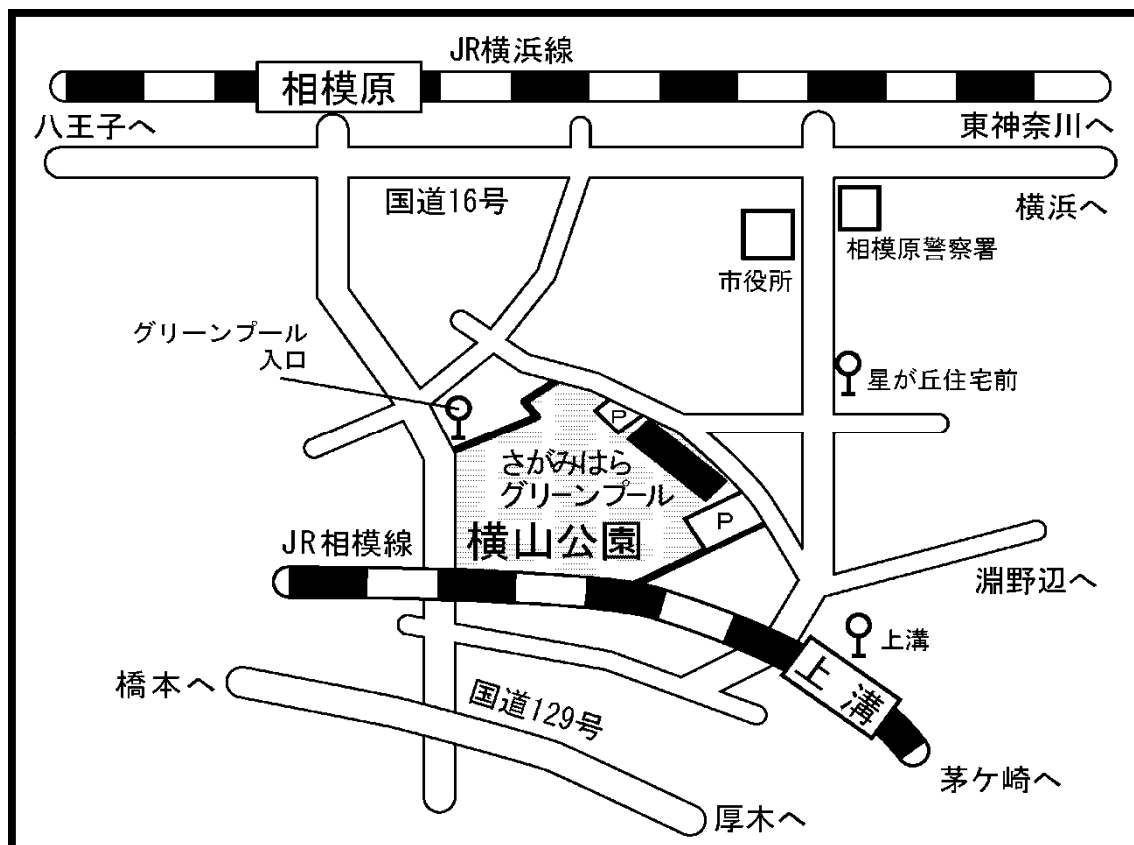 JR横浜線
相模原
八王子へ
東神奈川へ
国道16号
横浜へ
相模原警察署
市役所
グリーンプール
入口
星が丘住宅前
P
さがみはら
グリーンプール
P
横山公園
JR相模線
淵野辺へ
上溝
上溝
橋本へ
国道129号
茅ケ崎へ
厚木へ